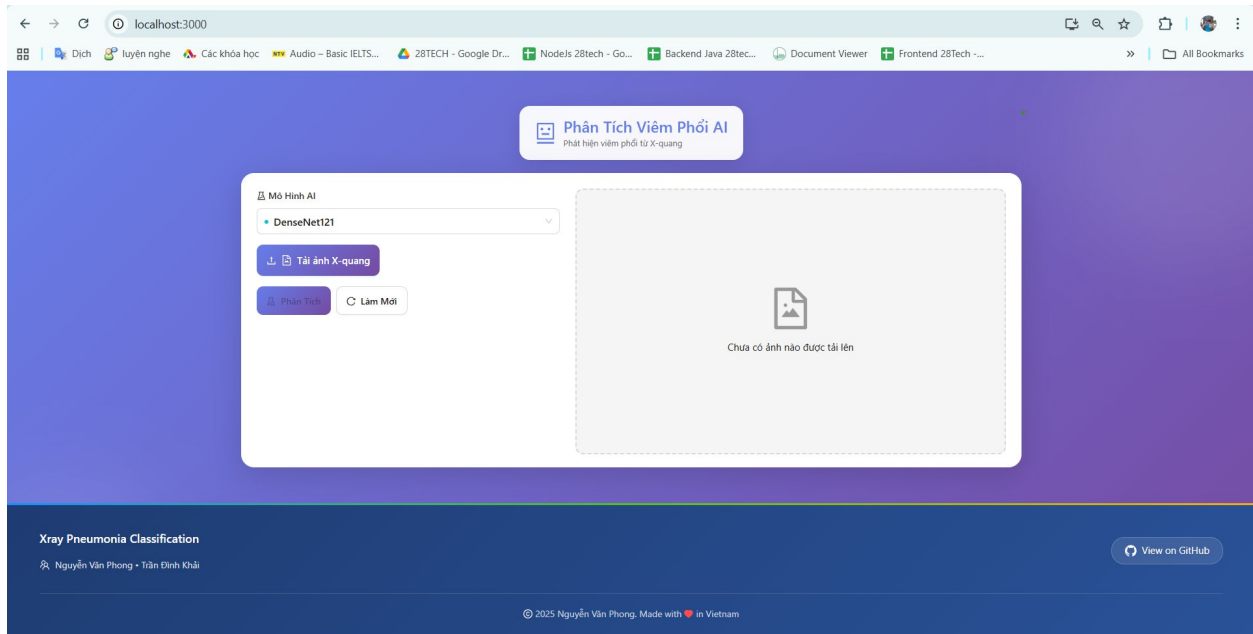 localhost:3000
Dịch luyện nghe Các khóa học NTV Audio – Basic IELTS... 28TECH - Google Dr... NodeJs 28tech - Go... Backend Java 28tec... Document Viewer Frontend 28Tech -... » All Bookmarks
Phân Tích Viêm Phổi AI
Phát hiện viêm phổi từ X-quang
Mô Hình AI
DenseNet121
Tải ảnh X-quang
Phân Tích Làm Mới
Chưa có ảnh nào được tải lên
Xray Pneumonia Classification
Nguyễn Văn Phong • Trần Đình Khải
View on GitHub
© 2025 Nguyễn Văn Phong. Made with ❤️ in Vietnam